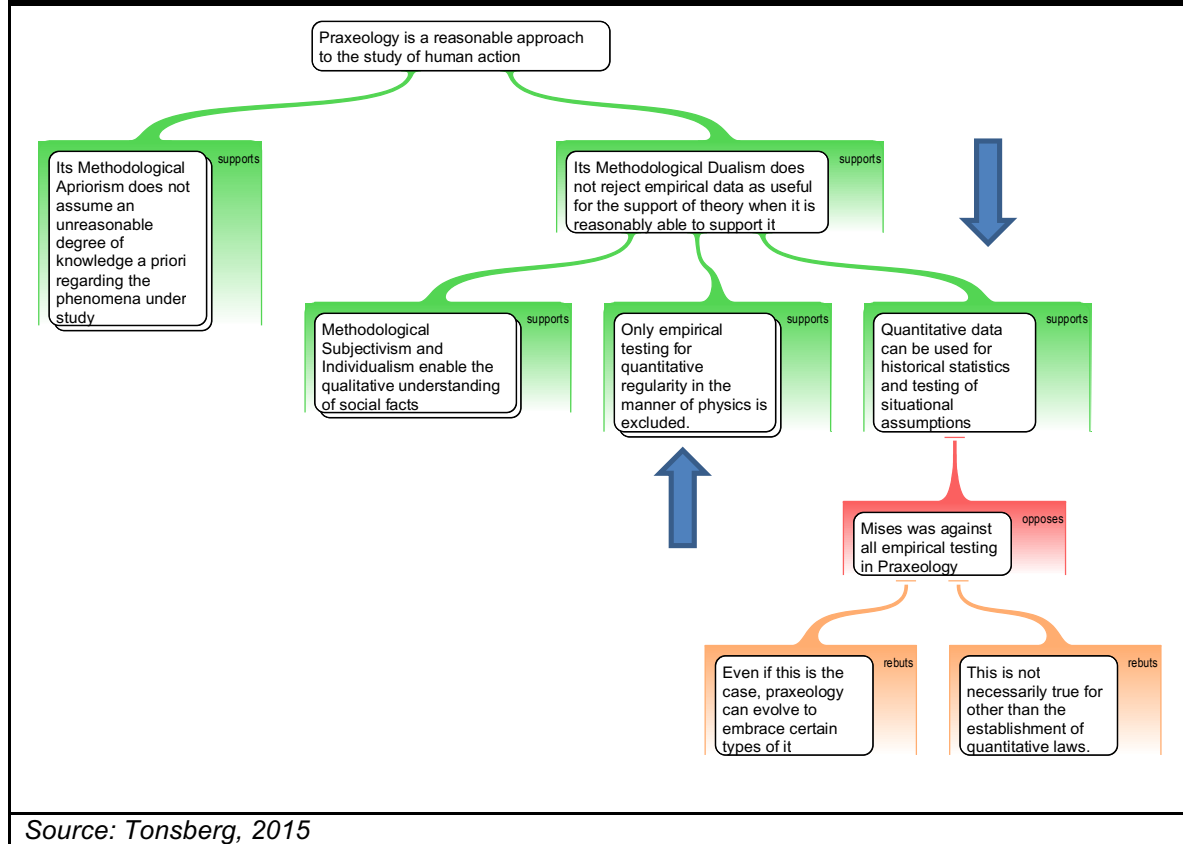 Praxeology is a reasonable approach
to the study of human action
supports
Its Methodological
Apriorism does not
assume an
unreasonable
degree of
knowledge a priori
regarding the
phenomena under
study
supports
Its Methodological Dualism does
not reject empirical data as useful
for the support of theory when it is
reasonably able to support it
supports
Methodological
Subjectivism and
Individualism enable the
qualitative understanding
of social facts
supports
Only empirical
testing for
quantitative
regularity in the
manner of physics is
excluded.
supports
Quantitative data
can be used for
historical statistics
and testing of
situational
assumptions
opposes
Mises was against
all empirical testing
in Praxeology
rebuts
Even if this is the
case, praxeology
can evolve to
embrace certain
types of it
rebuts
This is not
necessarily true for
other than the
establishment of
quantitative laws.
Source: Tonsberg, 2015